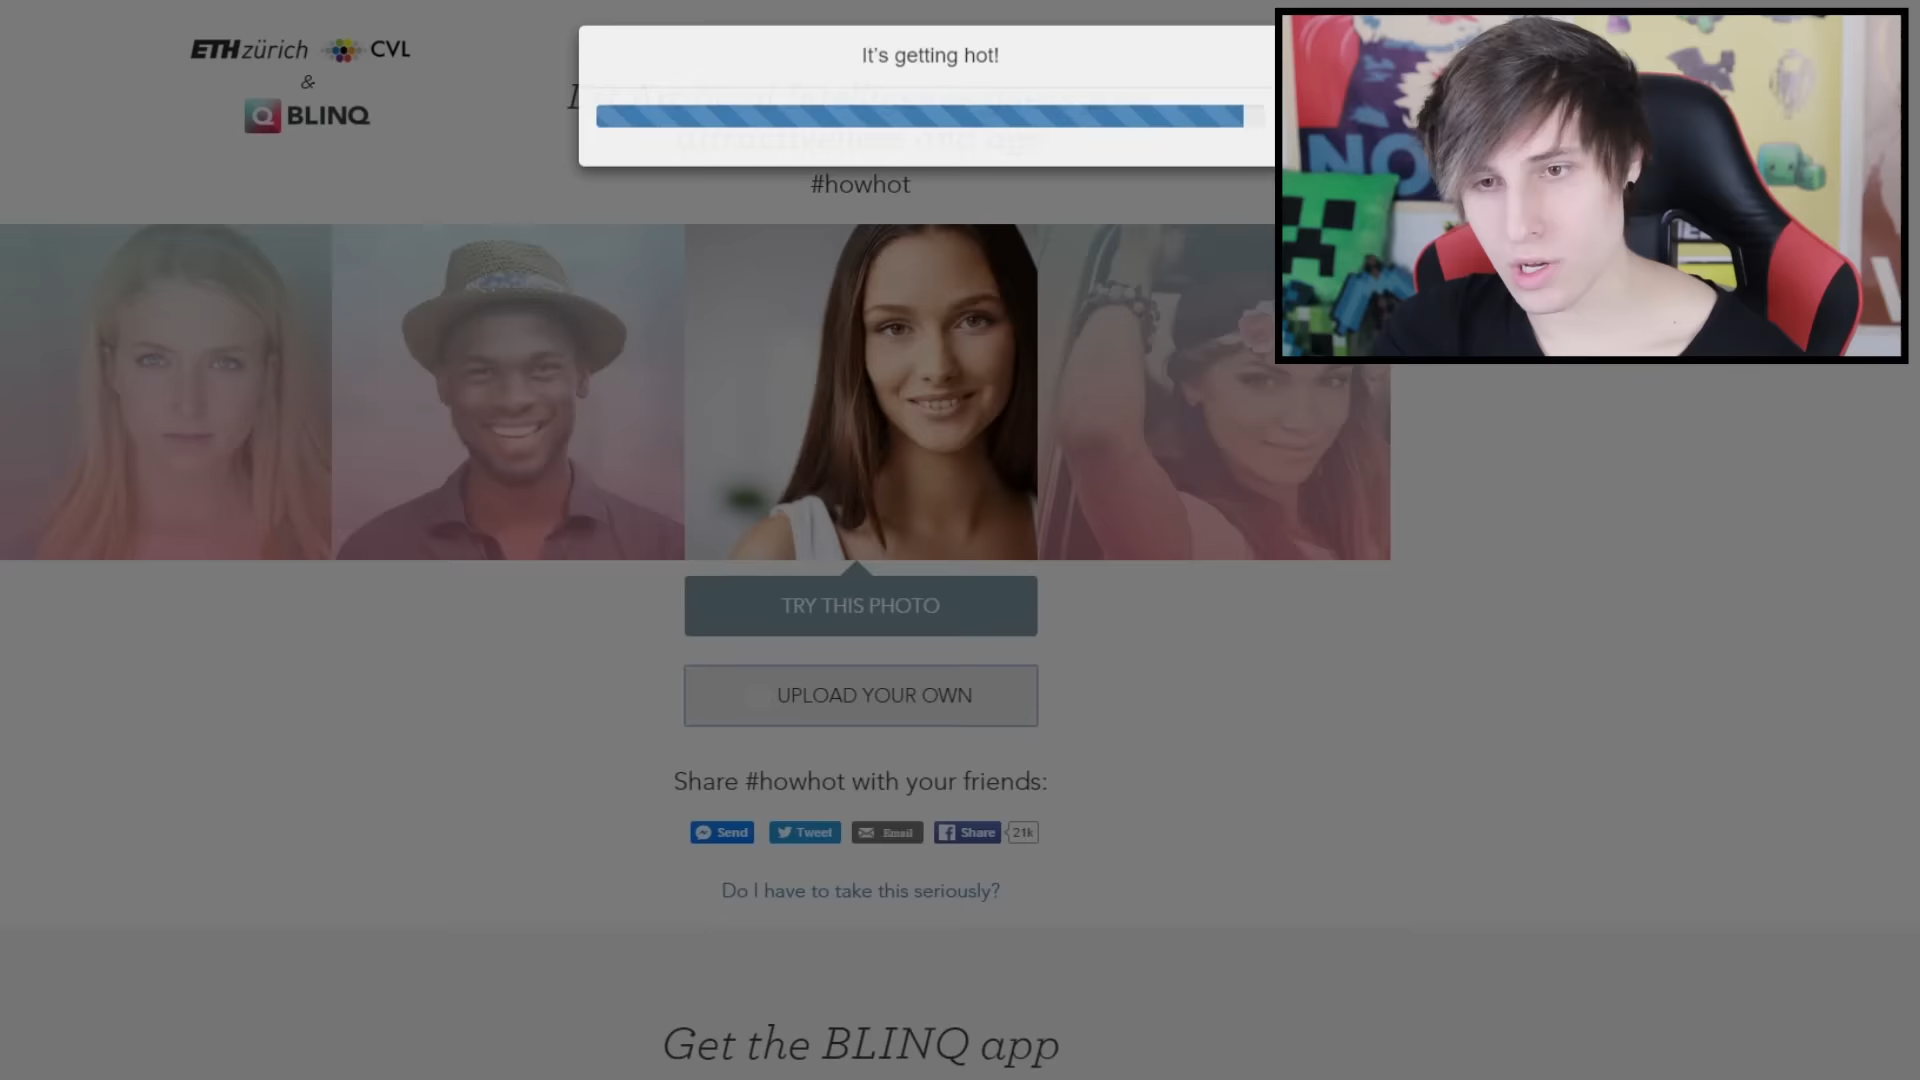 ETH zürich CVL
&
BLINQ
It's getting hot!
#howhot
NO
TRY THIS PHOTO
UPLOAD YOUR OWN
Share #howhot with your friends:
Send Tweet Email Share 21k
Do I have to take this seriously?
Get the BLINQ app